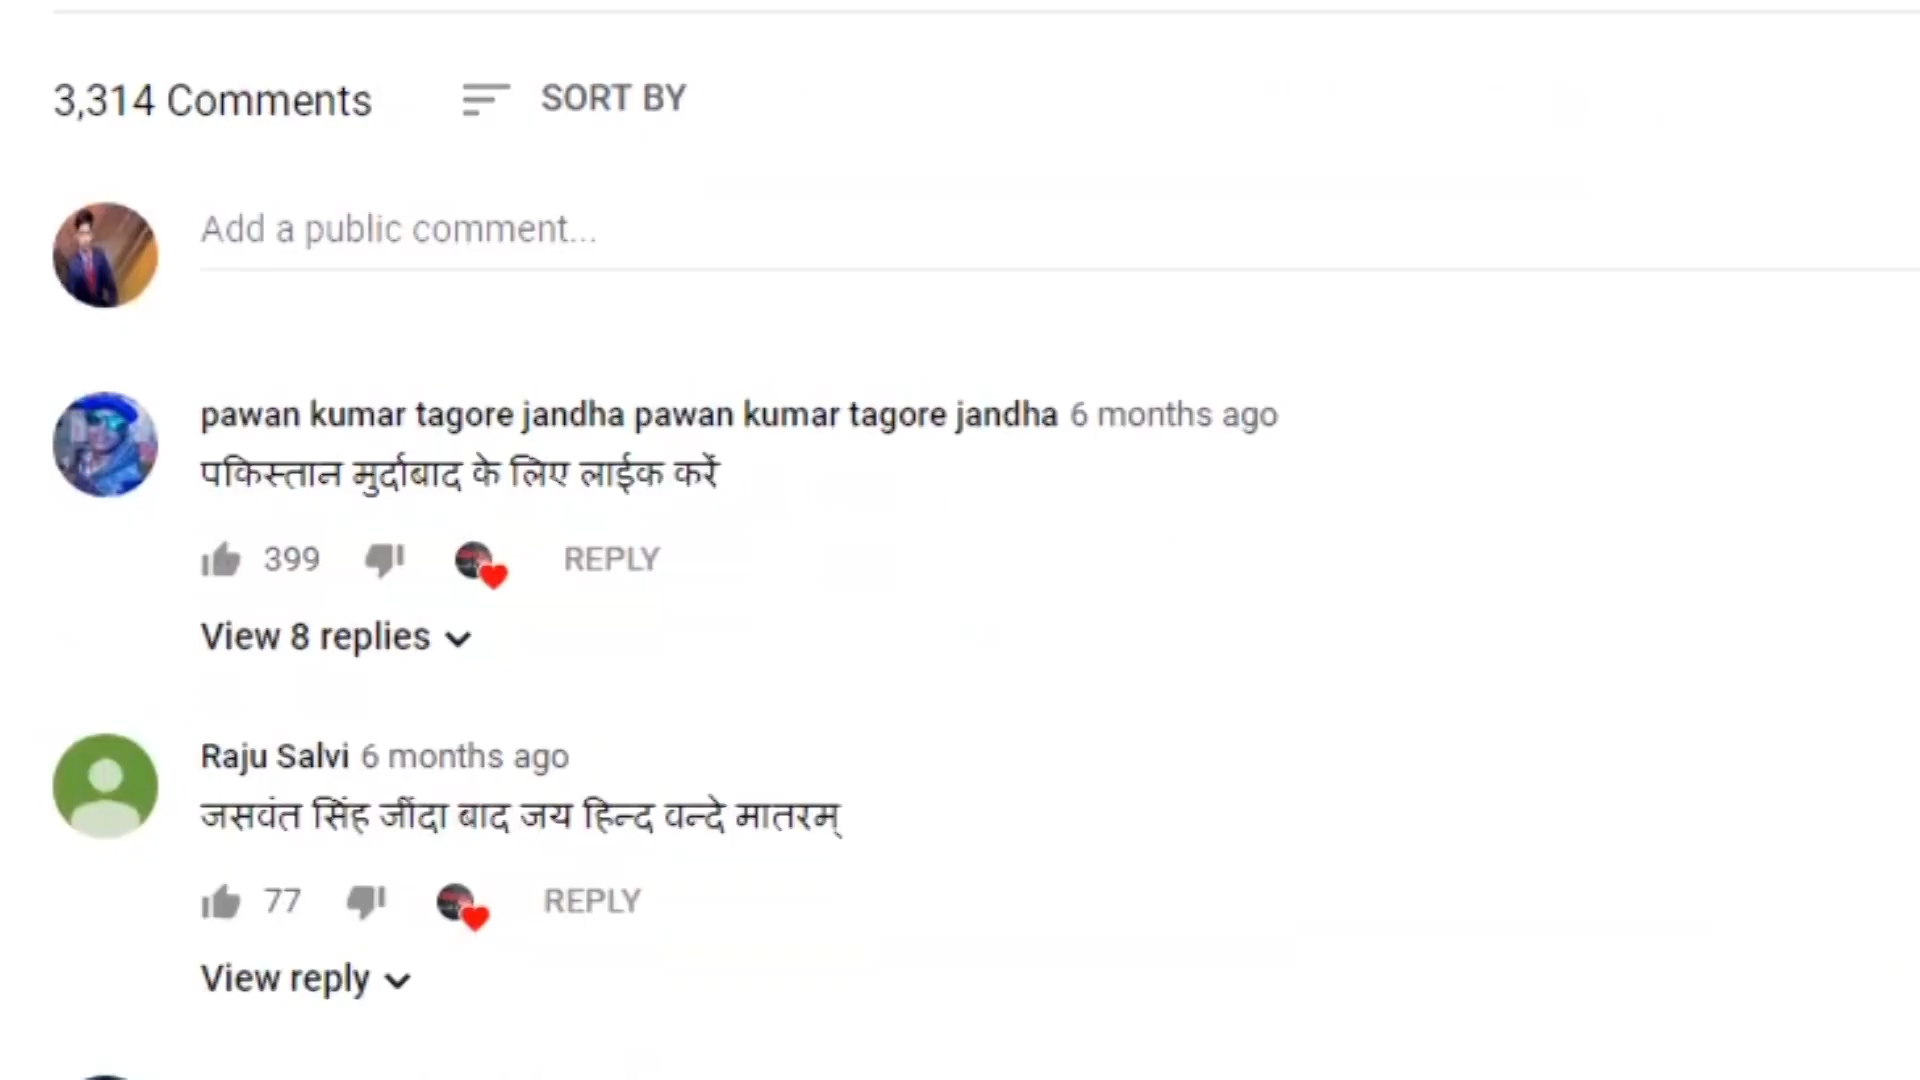 3,314 Comments SORT BY
Add a public comment...
pawan kumar tagore jandha pawan kumar tagore jandha 6 months ago
पकिस्तान मुर्दाबाद के लिए लाईक करें
399 REPLY
View 8 replies
Raju Salvi 6 months ago
जसवंत सिंह जींदा बाद जय हिन्द वन्दे मातरम्
77 REPLY
View reply